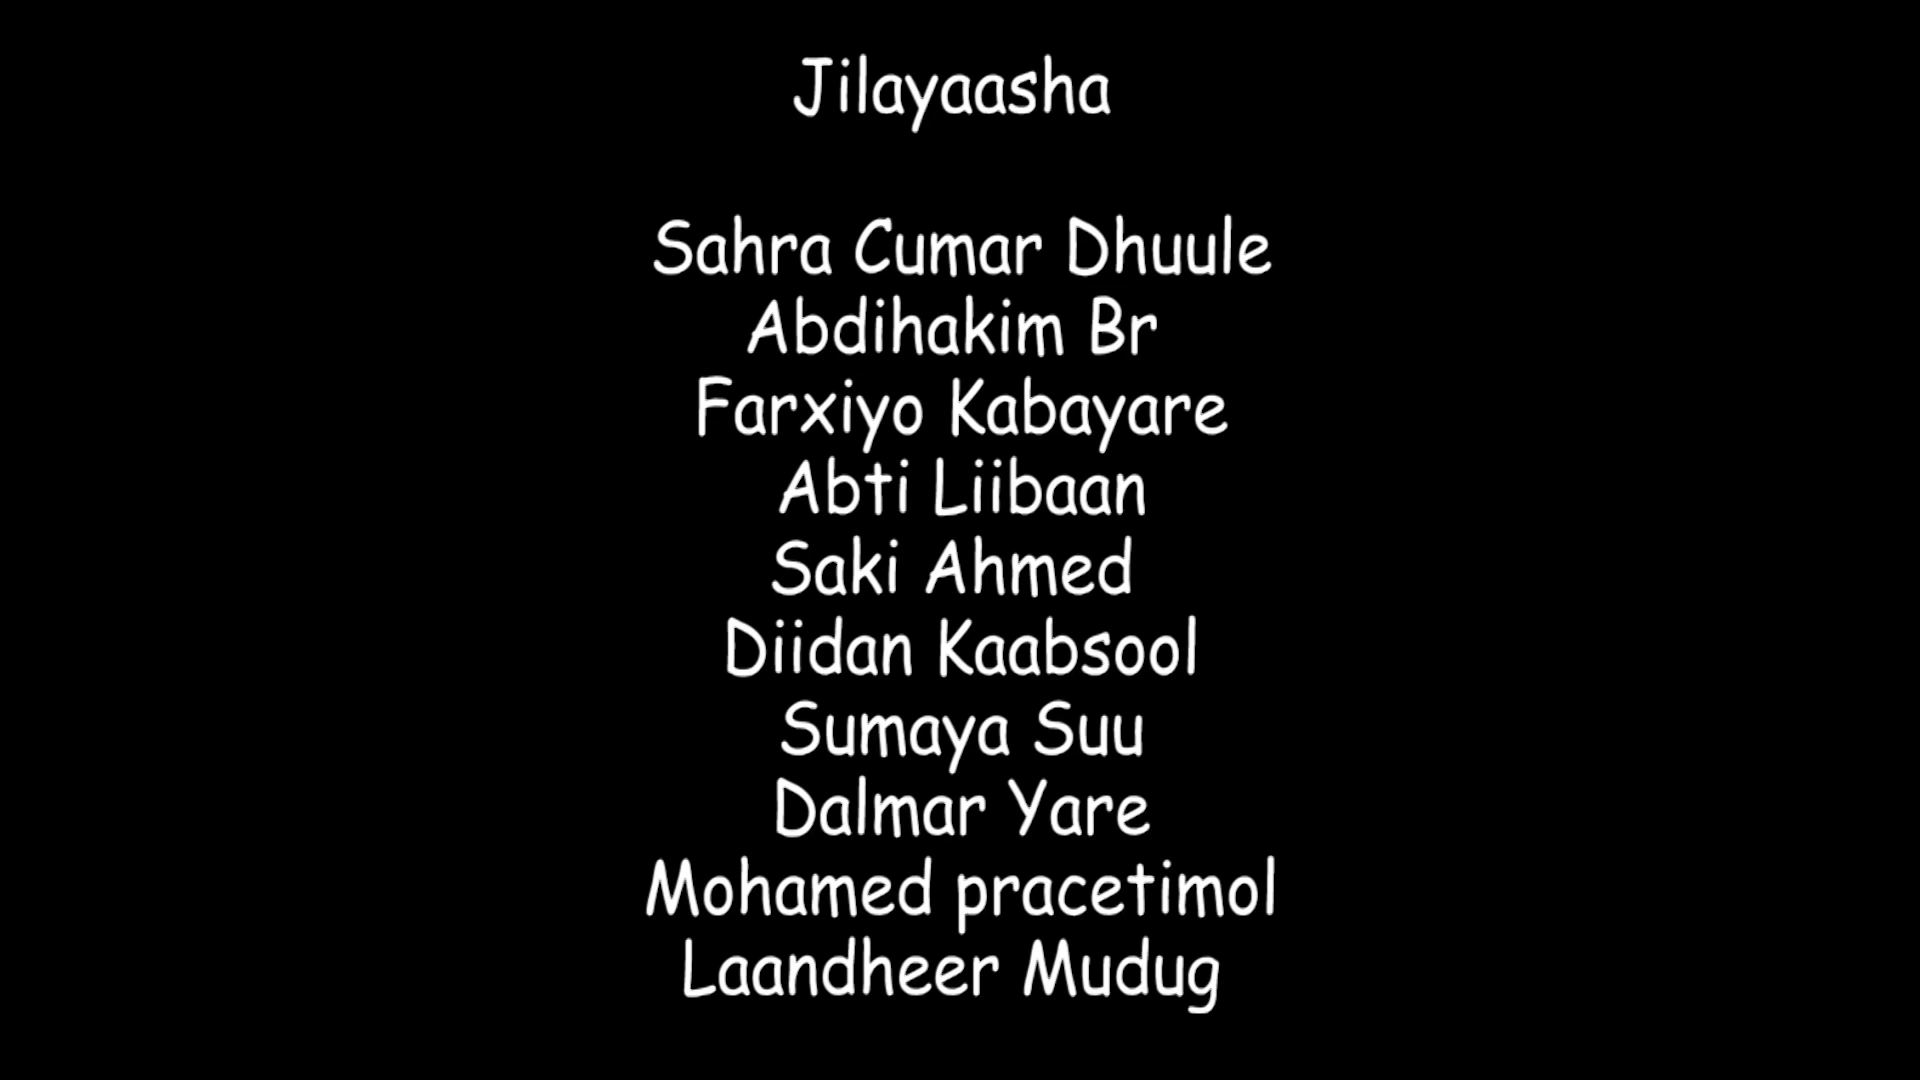 Jilayaasha
Sahra Cumar Dhuule
Abdihakim Br
Farxiyo Kabayare
Abti Liibaan
Saki Ahmed
Diidan Kaabsool
Sumaya Suu
Dalmar Yare
Mohamed pracetimol
Laandheer Mudug